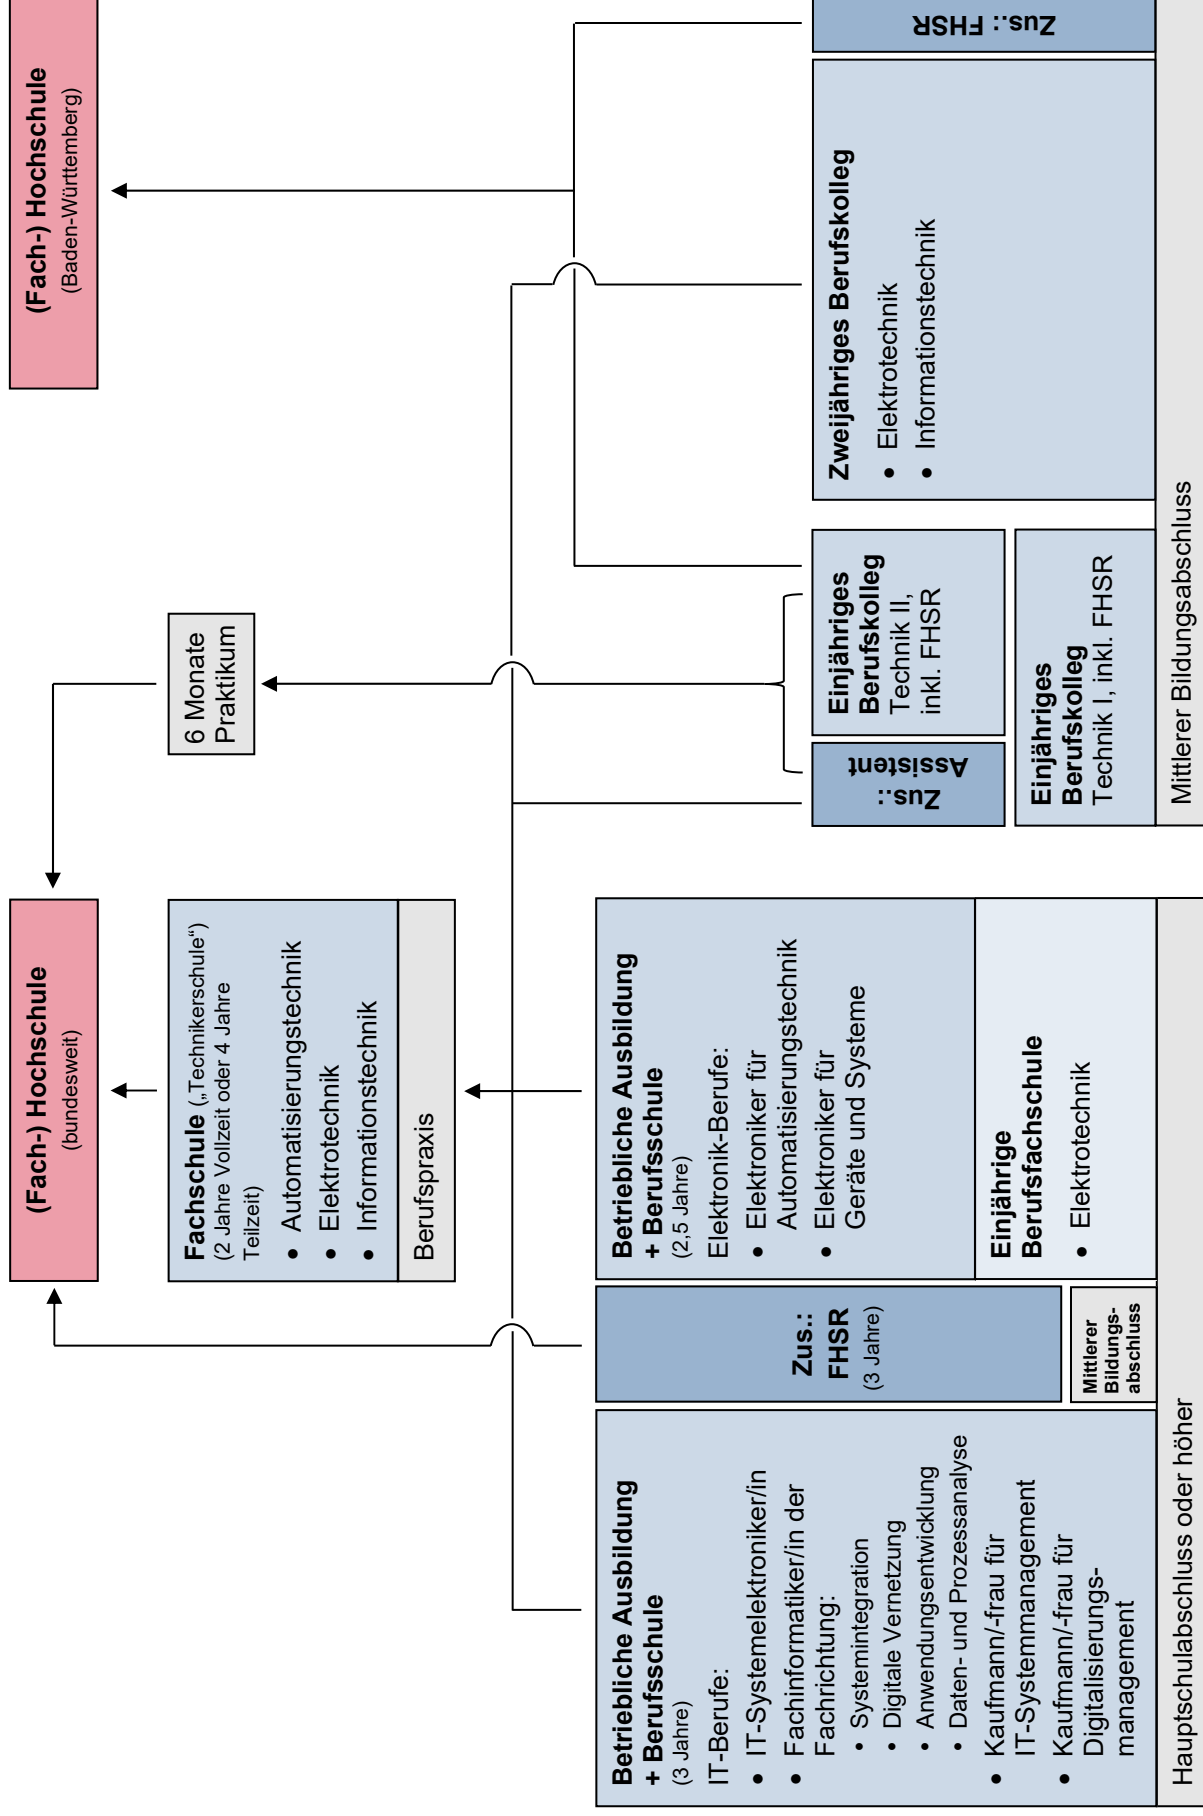 (Fach-) Hochschule
(bundesweit)
(Fach-) Hochschule
(Baden-Württemberg)
6 Monate
Praktikum
Fachschule („Technikerschule“)
(2 Jahre Vollzeit oder 4 Jahre
Teilzeit)
• Automatisierungstechnik
• Elektrotechnik
• Informationstechnik
Berufspraxis
Betriebliche Ausbildung
+ Berufsschule
(3 Jahre)
IT-Berufe:
• IT-Systemelektroniker/in
• Fachinformatiker/in der
Fachrichtung:
• Systemintegration
• Digitale Vernetzung
• Anwendungsentwicklung
• Daten- und Prozessanalyse
• Kaufmann/-frau für
IT-Systemmanagement
• Kaufmann/-frau für
Digitalisierungs-
management
Zus.:
FHSR
(3 Jahre)
Mittlerer
Bildungs-
abschluss
Betriebliche Ausbildung
+ Berufsschule
(2,5 Jahre)
Elektronik-Berufe:
• Elektroniker für
Automatisierungstechnik
• Elektroniker für
Geräte und Systeme
Einjährige
Berufsfachschule
• Elektrotechnik
Hauptschulabschluss oder höher
Zus.:
Assistent
Einjähriges
Berufskolleg
Technik II,
inkl. FHSR
Einjähriges
Berufskolleg
Technik I, inkl. FHSR
Zweijähriges Berufskolleg
• Elektrotechnik
• Informationstechnik
Zus.: FHSR
Mittlerer Bildungsabschluss